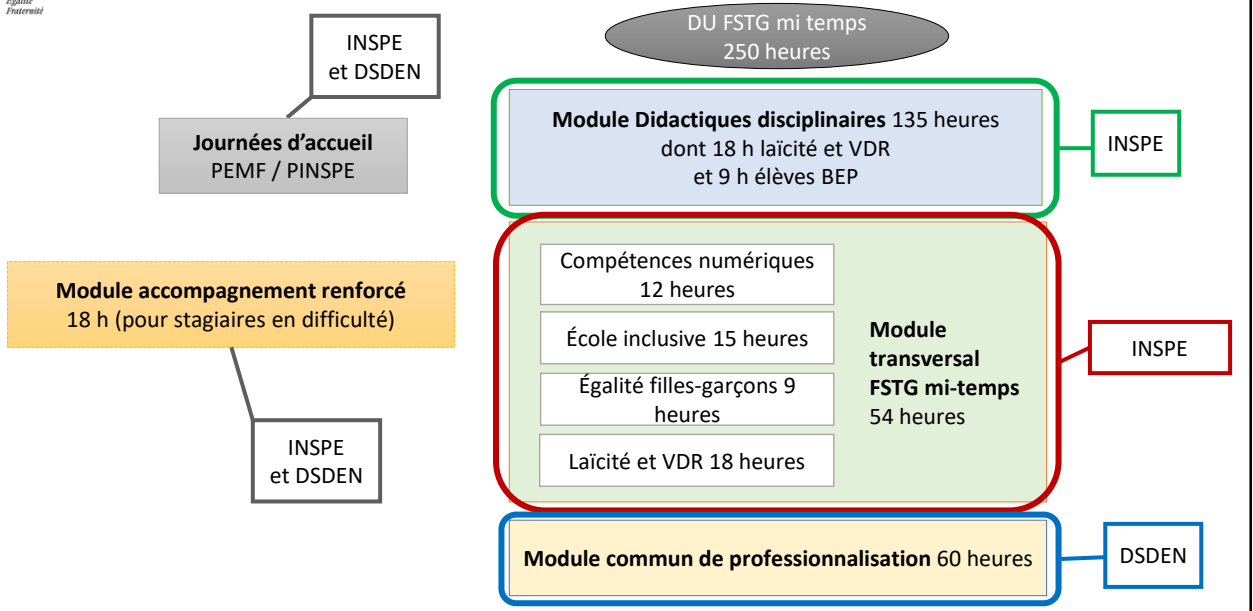 Égalité
Fraternité
INSPE
et DSDEN
DU FSTG mi temps
250 heures
Journées d’accueil
PEMF / PINSPE
Module Didactiques disciplinaires 135 heures
dont 18 h laïcité et VDR
et 9 h élèves BEP
INSPE
Module accompagnement renforcé
18 h (pour stagiaires en difficulté)
INSPE
et DSDEN
Compétences numériques
12 heures
École inclusive 15 heures
Égalité filles-garçons 9
heures
Laïcité et VDR 18 heures
Module
transversal
FSTG mi-temps
54 heures
INSPE
Module commun de professionnalisation 60 heures
DSDEN